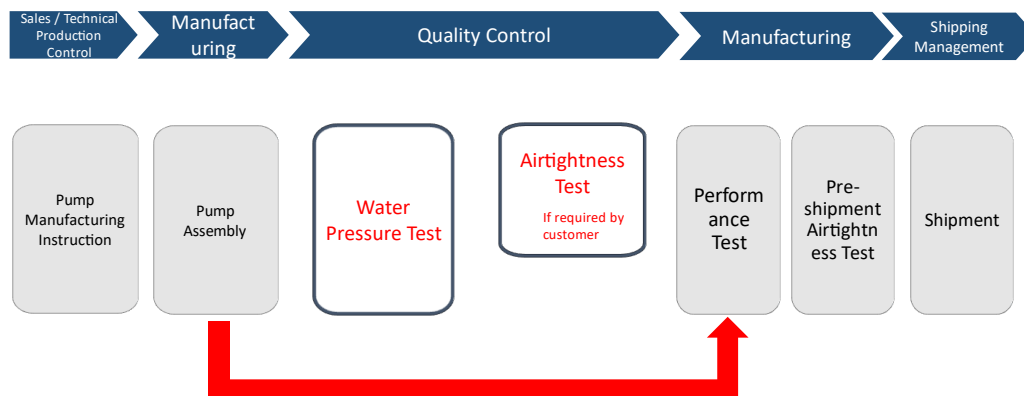 Sales / Technical
Production
Control
Manufact
uring
Quality Control
Manufacturing
Shipping
Management
Pump
Manufacturing
Instruction
Pump
Assembly
Water
Pressure Test
Airtightness
Test
If required by
customer
Perform
ance
Test
Pre-
shipment
Airtightn
ess Test
Shipment